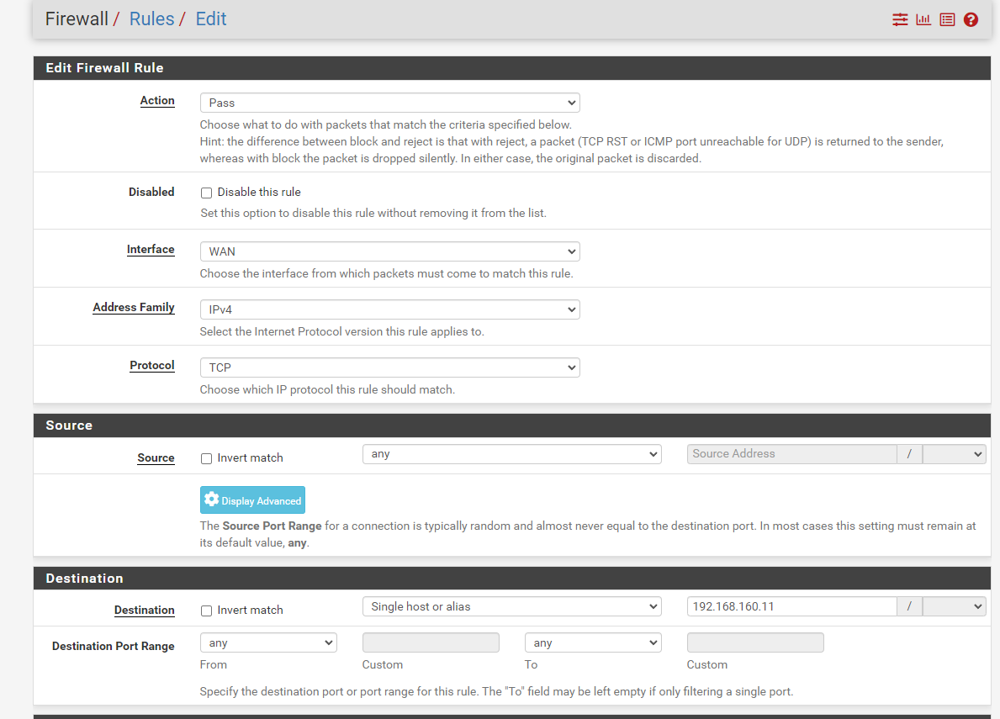 Firewall / Rules / Edit
Edit Firewall Rule
Action
Pass
Choose what to do with packets that match the criteria specified below.
Hint: the difference between block and reject is that with reject, a packet (TCP RST or ICMP port unreachable for UDP) is returned to the sender,
whereas with block the packet is dropped silently. In either case, the original packet is discarded.
Disabled
Disable this rule
Set this option to disable this rule without removing it from the list.
Interface
WAN
Choose the interface from which packets must come to match this rule.
Address Family
IPv4
Select the Internet Protocol version this rule applies to.
Protocol
TCP
Choose which IP protocol this rule should match.
Source
Source
Invert match
any
Source Address
/
Display Advanced
The Source Port Range for a connection is typically random and almost never equal to the destination port. In most cases this setting must remain at
its default value, any.
Destination
Destination
Invert match
Single host or alias
192.168.160.11
/
Destination Port Range
any
any
From
Custom
To
Custom
Specify the destination port or port range for this rule. The "To" field may be left empty if only filtering a single port.